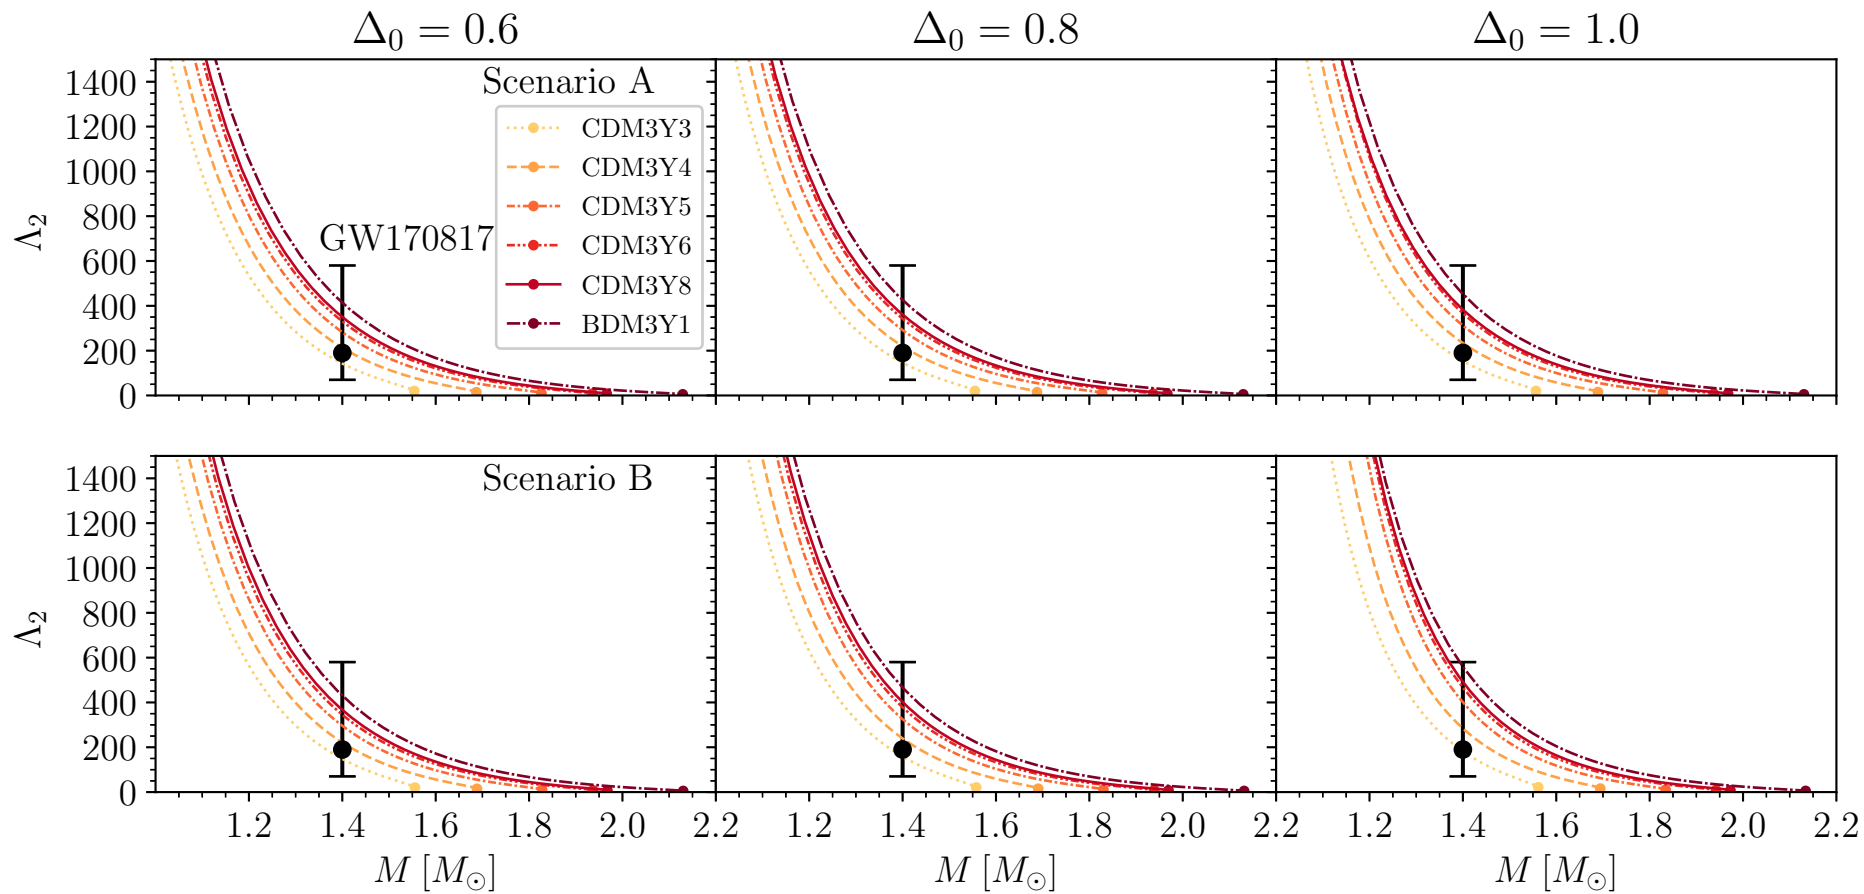 Δ₀ = 0.6
Δ₀ = 0.8
Δ₀ = 1.0
Λ₂
1400
1200
1000
800
600
400
200
0
Scenario A
GW170817
CDM3Y3
CDM3Y4
CDM3Y5
CDM3Y6
CDM3Y8
BDM3Y1
Λ₂
1400
1200
1000
800
600
400
200
0
Scenario B
1.2 1.4 1.6 1.8 2.0 2.2
1.2 1.4 1.6 1.8 2.0 2.2
1.2 1.4 1.6 1.8 2.0 2.2
M [M⊙]
M [M⊙]
M [M⊙]